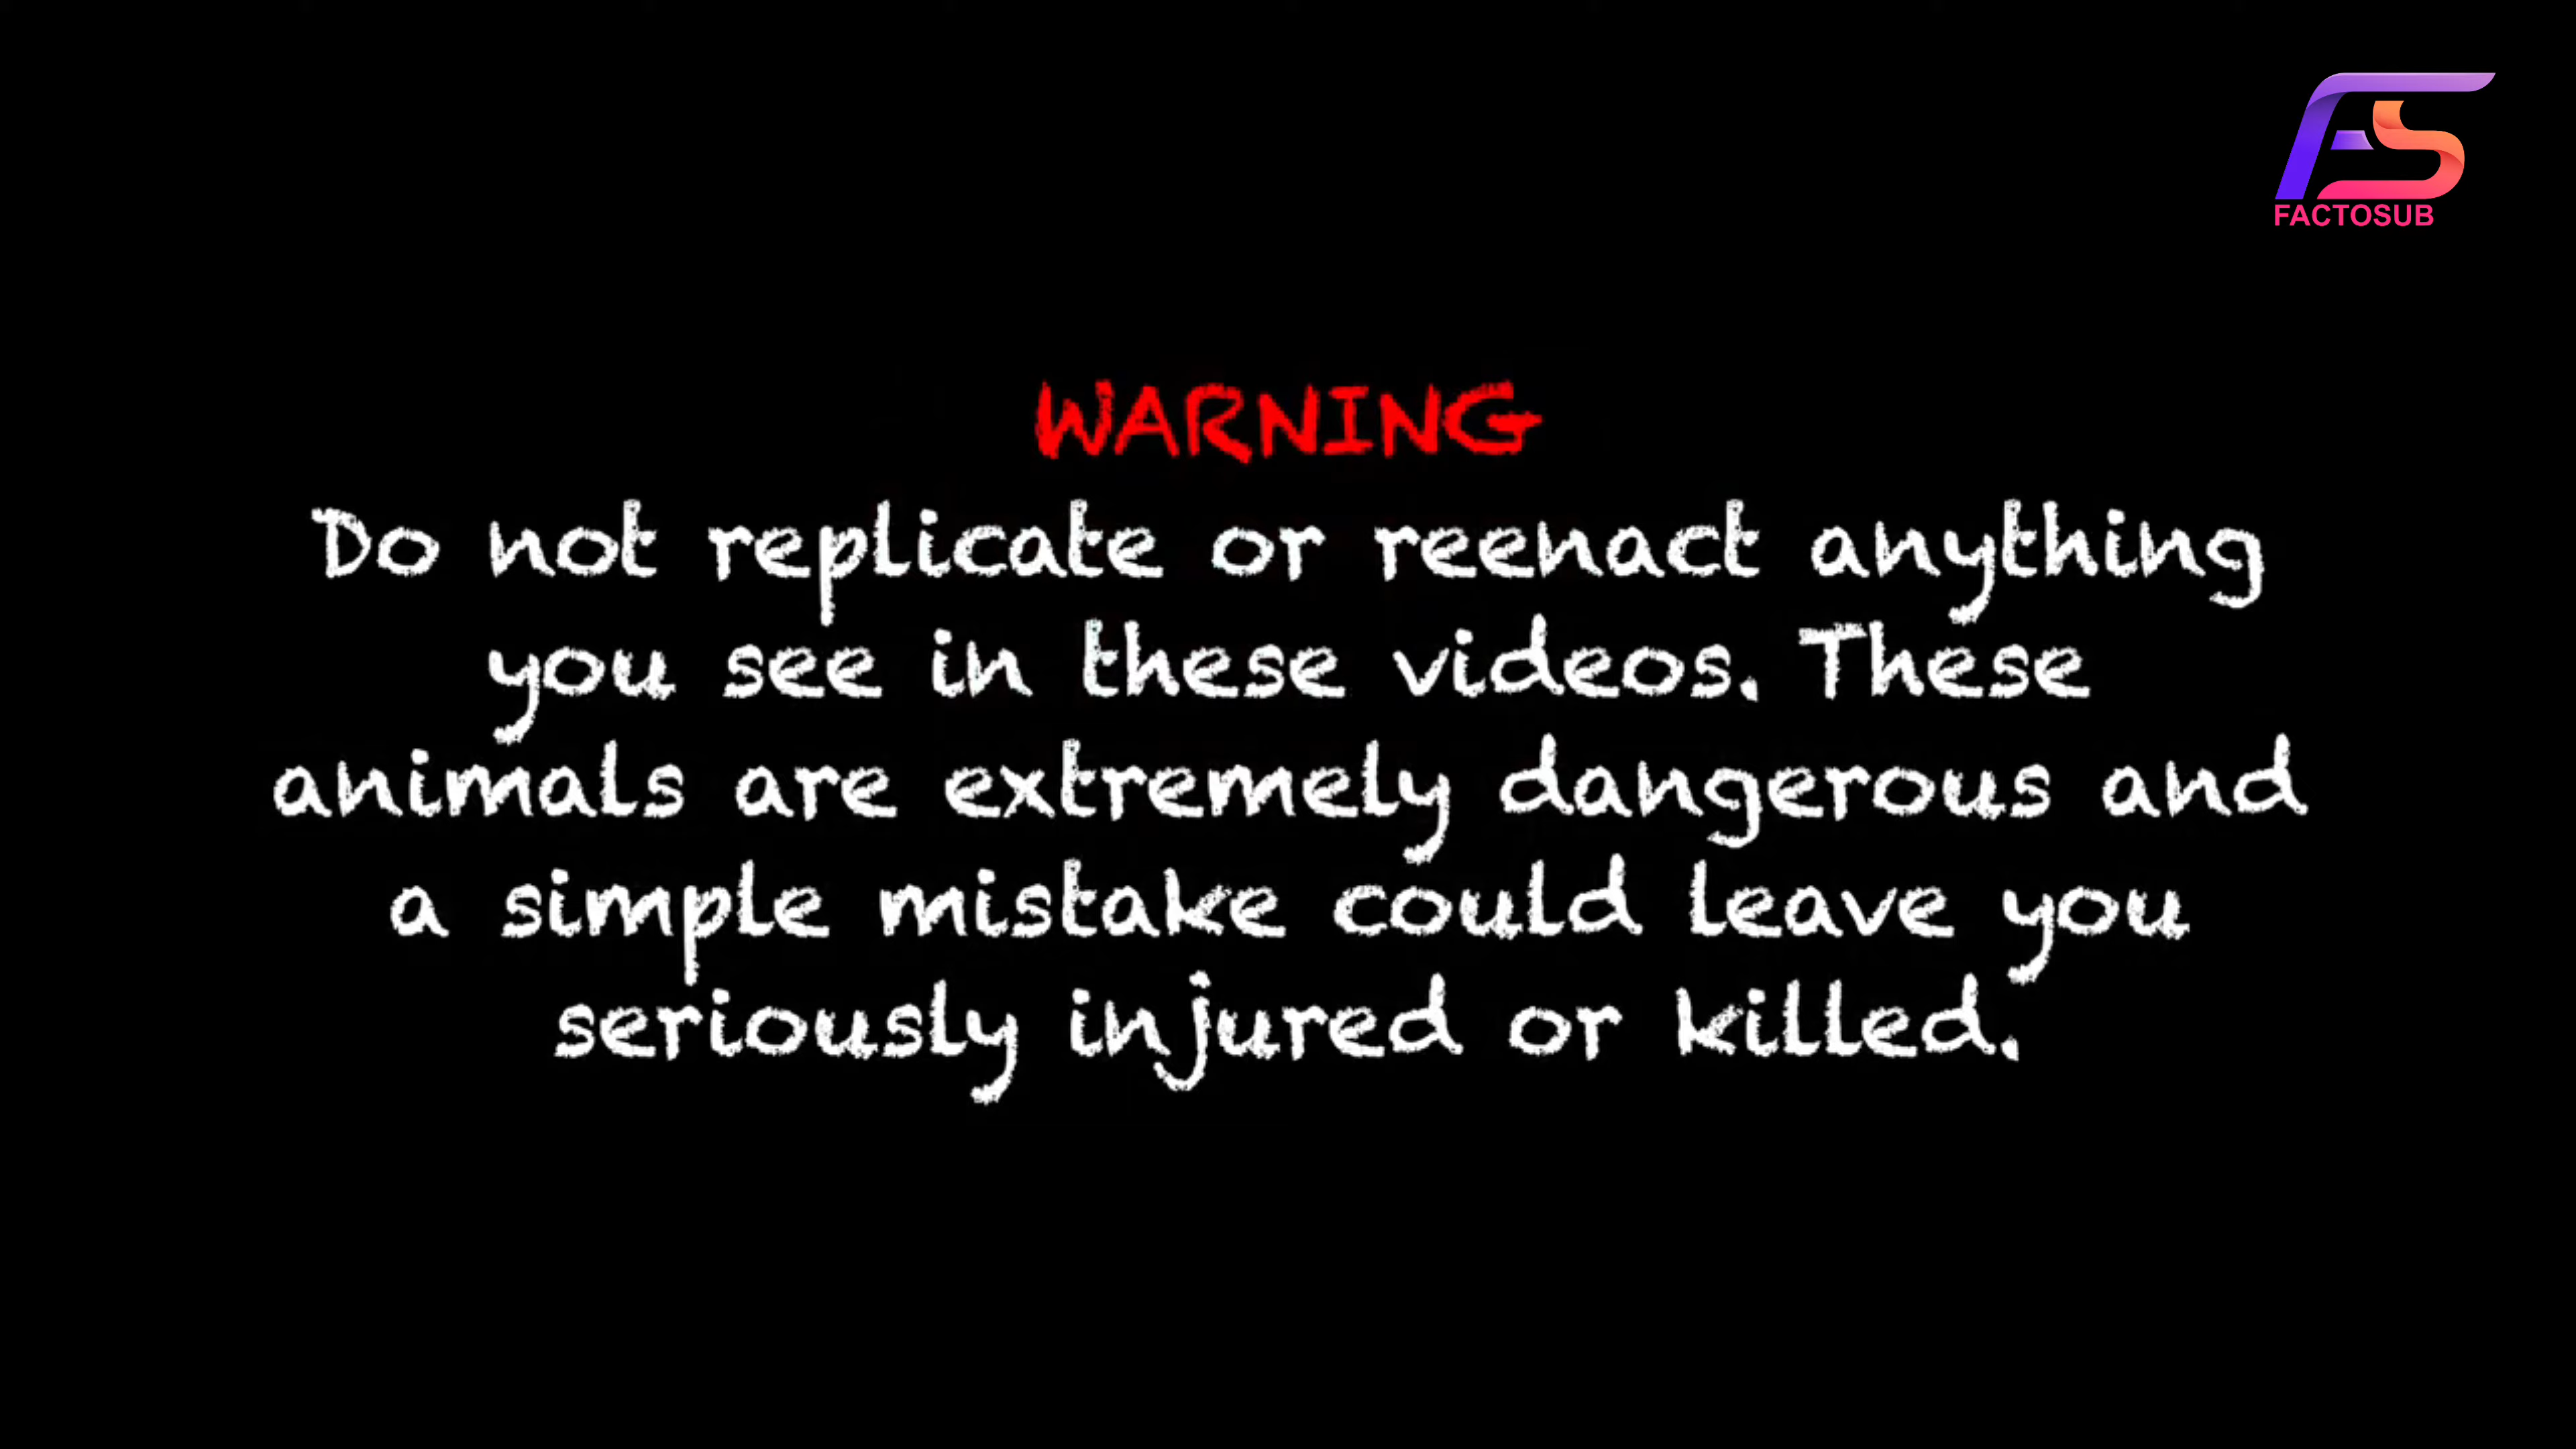 FS
FACTOSUB
WARNING
Do not replicate or reenact anything
you see in these videos. These
animals are extremely dangerous and
a simple mistake could leave you
seriously injured or killed.